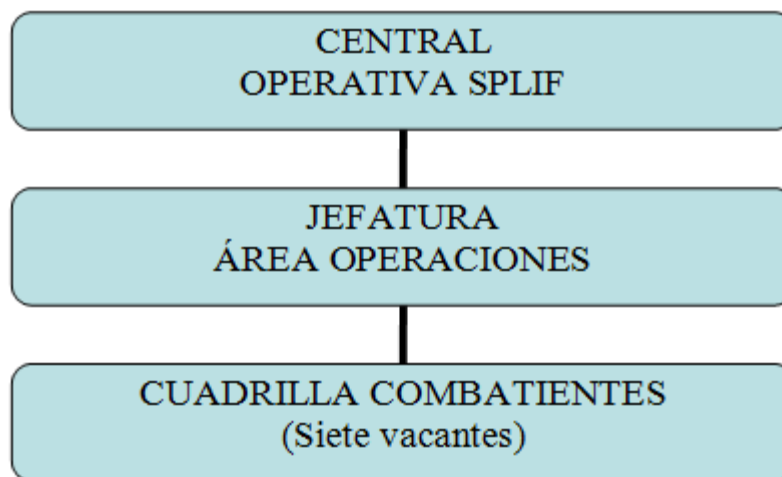 CENTRAL
OPERATIVA SPLIF
JEFATURA
ÁREA OPERACIONES
CUADRILLA COMBATIENTES
(Siete vacantes)